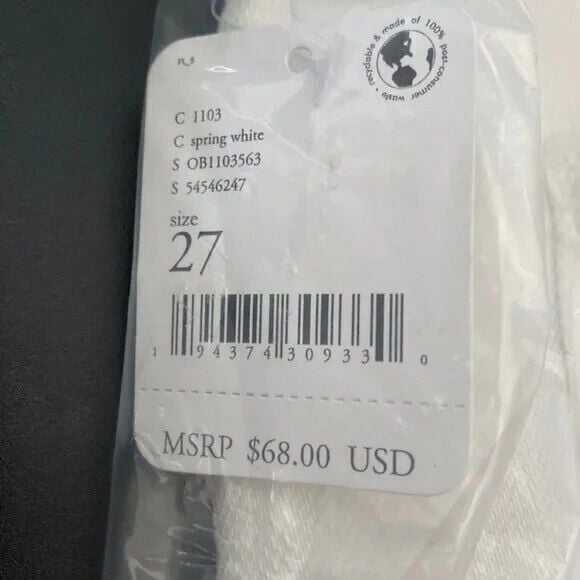 FL_5
recyclable & made of 100% post-consumer waste •
C 1103
C spring white
S OB1103563
S 54546247
size
27
1 94374 30933 0
MSRP $68.00 USD